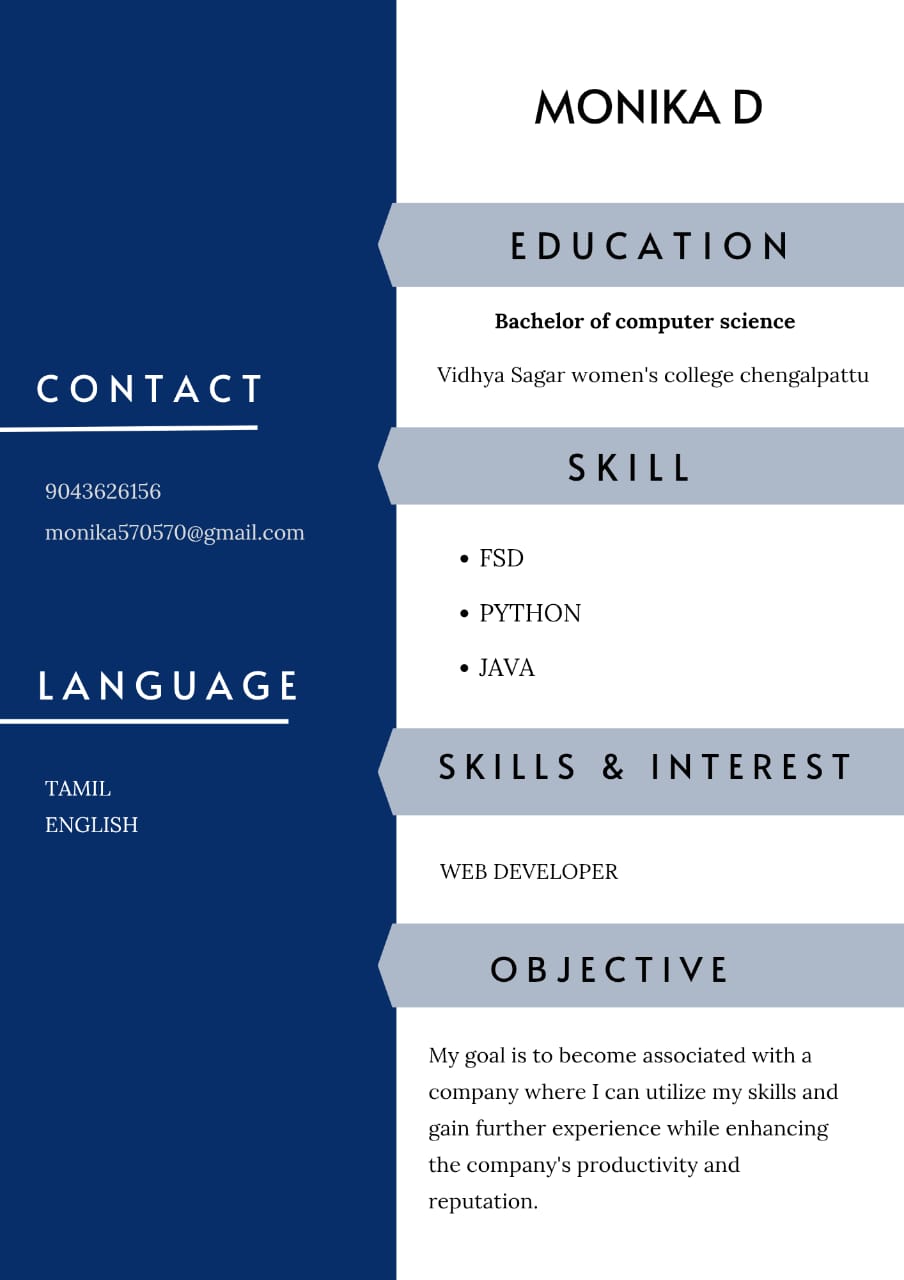 MONIKA D
CONTACT
9043626156
monika570570@gmail.com
LANGUAGE
TAMIL
ENGLISH
EDUCATION
Bachelor of computer science
Vidhya Sagar women's college chengalpattu
SKILL
• FSD
• PYTHON
• JAVA
SKILLS & INTEREST
WEB DEVELOPER
OBJECTIVE
My goal is to become associated with a
company where I can utilize my skills and
gain further experience while enhancing
the company's productivity and
reputation.